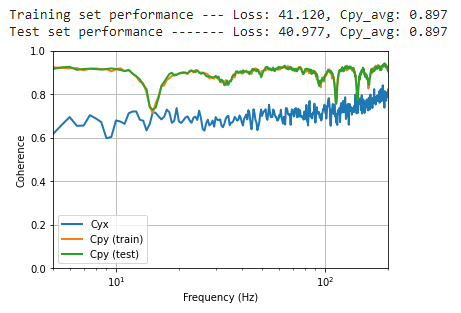 Training set performance --- Loss: 41.120, Cpy_avg: 0.897
Test set performance ------- Loss: 40.977, Cpy_avg: 0.897
1.0
0.8
0.6
0.4
0.2
0.0
Coherence
Cyx
Cpy (train)
Cpy (test)
10¹
10²
Frequency (Hz)